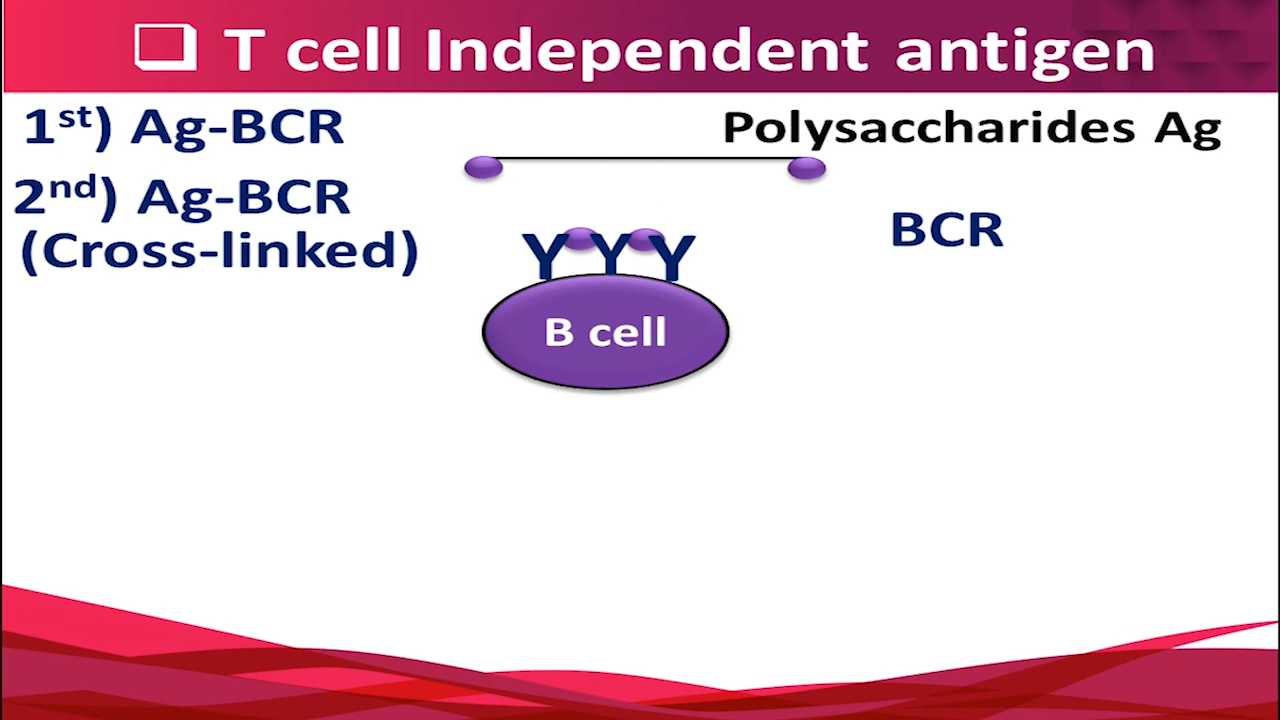 ❑ T cell Independent antigen
1st) Ag-BCR
Polysaccharides Ag
2nd) Ag-BCR
(Cross-linked)
BCR
Y Y Y
B cell